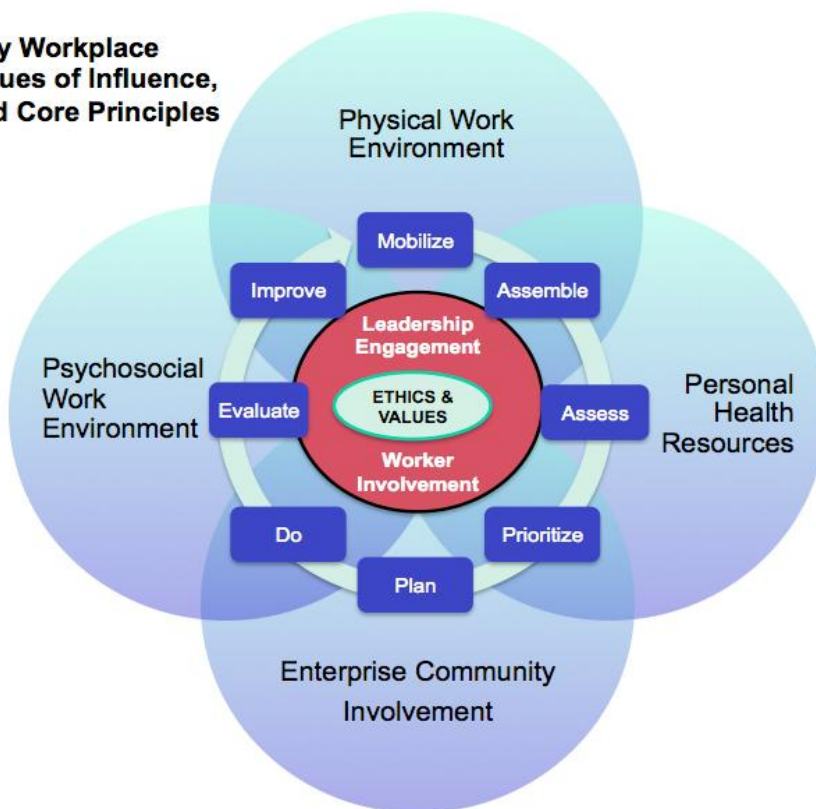 y Workplace
ues of Influence,
d Core Principles
Physical Work
Environment
Mobilize
Improve
Assemble
Leadership
Engagement
Psychosocial
Work
Environment
Evaluate
ETHICS &
VALUES
Assess
Personal
Health
Resources
Worker
Involvement
Do
Prioritize
Plan
Enterprise Community
Involvement